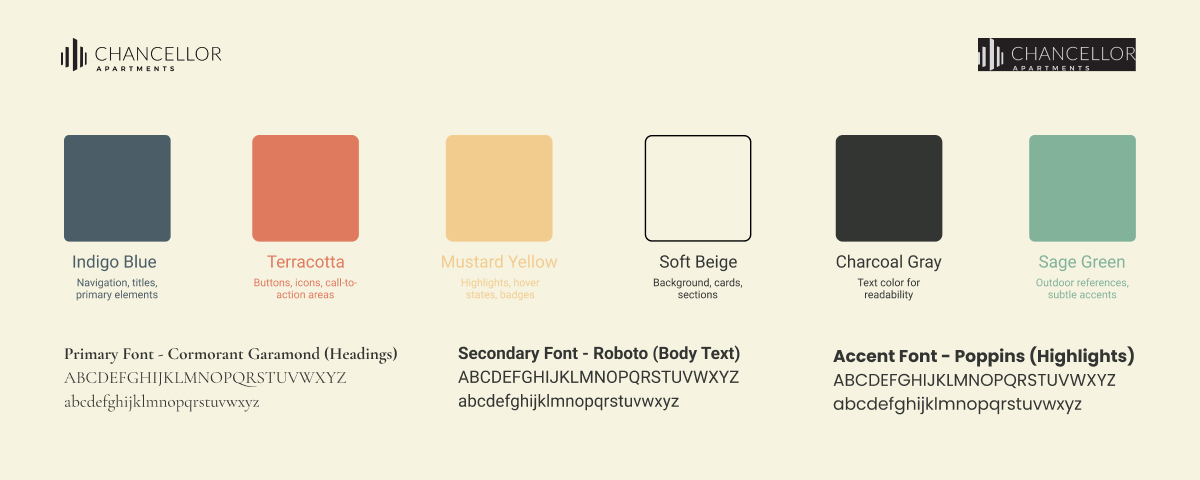 CHANCELLOR
APARTMENTS
CHANCELLOR
APARTMENTS
Indigo Blue
Navigation, titles,
primary elements
Terracotta
Buttons, icons, call-to-
action areas
Mustard Yellow
Highlights, hover
states, badges
Soft Beige
Background, cards,
sections
Charcoal Gray
Text color for
readability
Sage Green
Outdoor references,
subtle accents
Primary Font - Cormorant Garamond (Headings)
ABCDEFGHIJKLMNOPQRSTUVWXYZ
abcdefghijklmnopqrstuvwxyz
Secondary Font - Roboto (Body Text)
ABCDEFGHIJKLMNOPQRSTUVWXYZ
abcdefghijklmnopqrstuvwxyz
Accent Font - Poppins (Highlights)
ABCDEFGHIJKLMNOPQRSTUVWXYZ
abcdefghijklmnopqrstuvwxyz